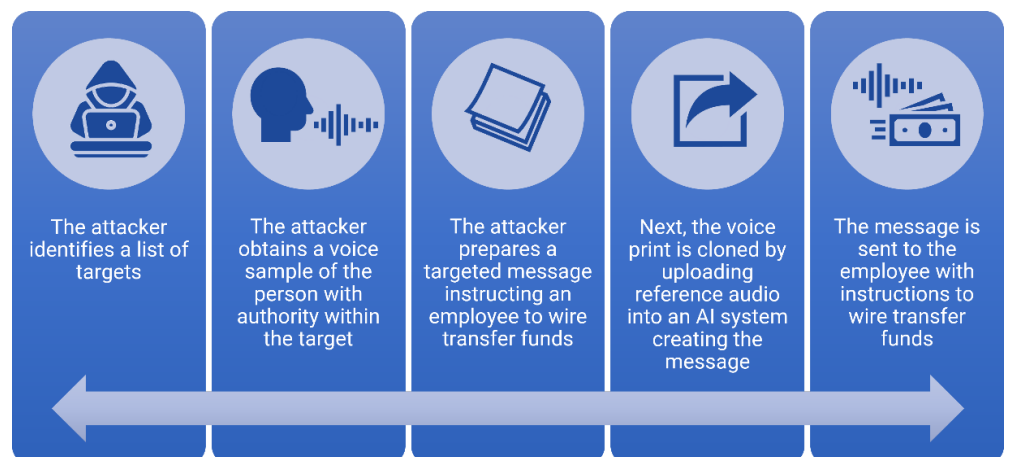 The attacker
identifies a list of
targets
The attacker
obtains a voice
sample of the
person with
authority within
the target
The attacker
prepares a
targeted message
instructing an
employee to wire
transfer funds
Next, the voice
print is cloned by
uploading
reference audio
into an AI system
creating the
message
The message is
sent to the
employee with
instructions to
wire transfer
funds